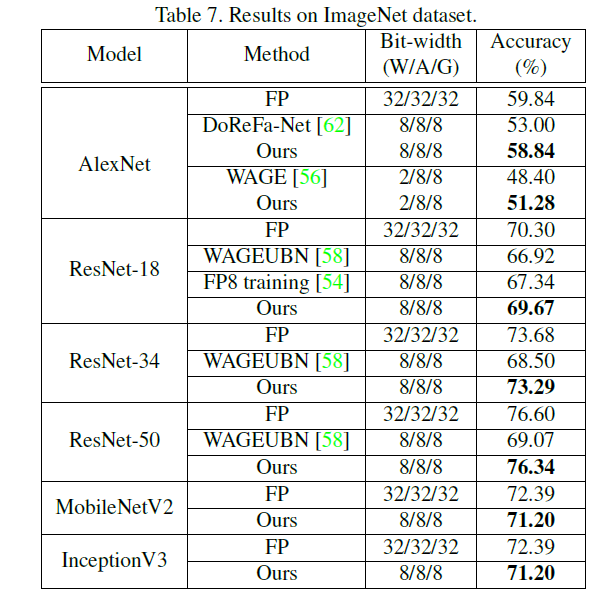 Table 7. Results on ImageNet dataset.
Model Method Bit-width (W/A/G) Accuracy (%)
AlexNet FP 32/32/32 59.84
DoReFa-Net [62] 8/8/8 53.00
Ours 8/8/8 58.84
WAGE [56] 2/8/8 48.40
Ours 2/8/8 51.28
ResNet-18 FP 32/32/32 70.30
WAGEUBN [58] 8/8/8 66.92
FP8 training [54] 8/8/8 67.34
Ours 8/8/8 69.67
ResNet-34 FP 32/32/32 73.68
WAGEUBN [58] 8/8/8 68.50
Ours 8/8/8 73.29
ResNet-50 FP 32/32/32 76.60
WAGEUBN [58] 8/8/8 69.07
Ours 8/8/8 76.34
MobileNetV2 FP 32/32/32 72.39
Ours 8/8/8 71.20
InceptionV3 FP 32/32/32 72.39
Ours 8/8/8 71.20